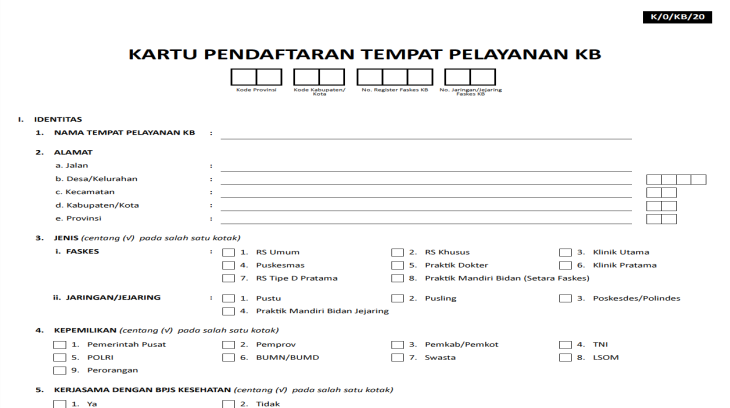 K/0/KB/20
KARTU PENDAFTARAN TEMPAT PELAYANAN KB
Kode Provinsi Kode Kabupaten/ No. Register Faskes KB No. Jaringan/Jejaring
Kota Faskes KB
I. IDENTITAS
1. NAMA TEMPAT PELAYANAN KB :
2. ALAMAT
a. Jalan :
b. Desa/Kelurahan :
c. Kecamatan :
d. Kabupaten/Kota :
e. Provinsi :
3. JENIS (centang (√) pada salah satu kotak)
i. FASKES : 1. RS Umum 2. RS Khusus 3. Klinik Utama
4. Puskesmas 5. Praktik Dokter 6. Klinik Pratama
7. RS Tipe D Pratama 8. Praktik Mandiri Bidan (Setara Faskes)
ii. JARINGAN/JEJARING : 1. Pustu 2. Pusling 3. Poskesdes/Polindes
4. Praktik Mandiri Bidan Jejaring
4. KEPEMILIKAN (centang (√) pada salah satu kotak)
1. Pemerintah Pusat 2. Pemprov 3. Pemkab/Pemkot 4. TNI
5. POLRI 6. BUMN/BUMD 7. Swasta 8. LSOM
9. Perorangan
5. KERJASAMA DENGAN BPJS KESEHATAN (centang (√) pada salah satu kotak)
1. Ya 2. Tidak